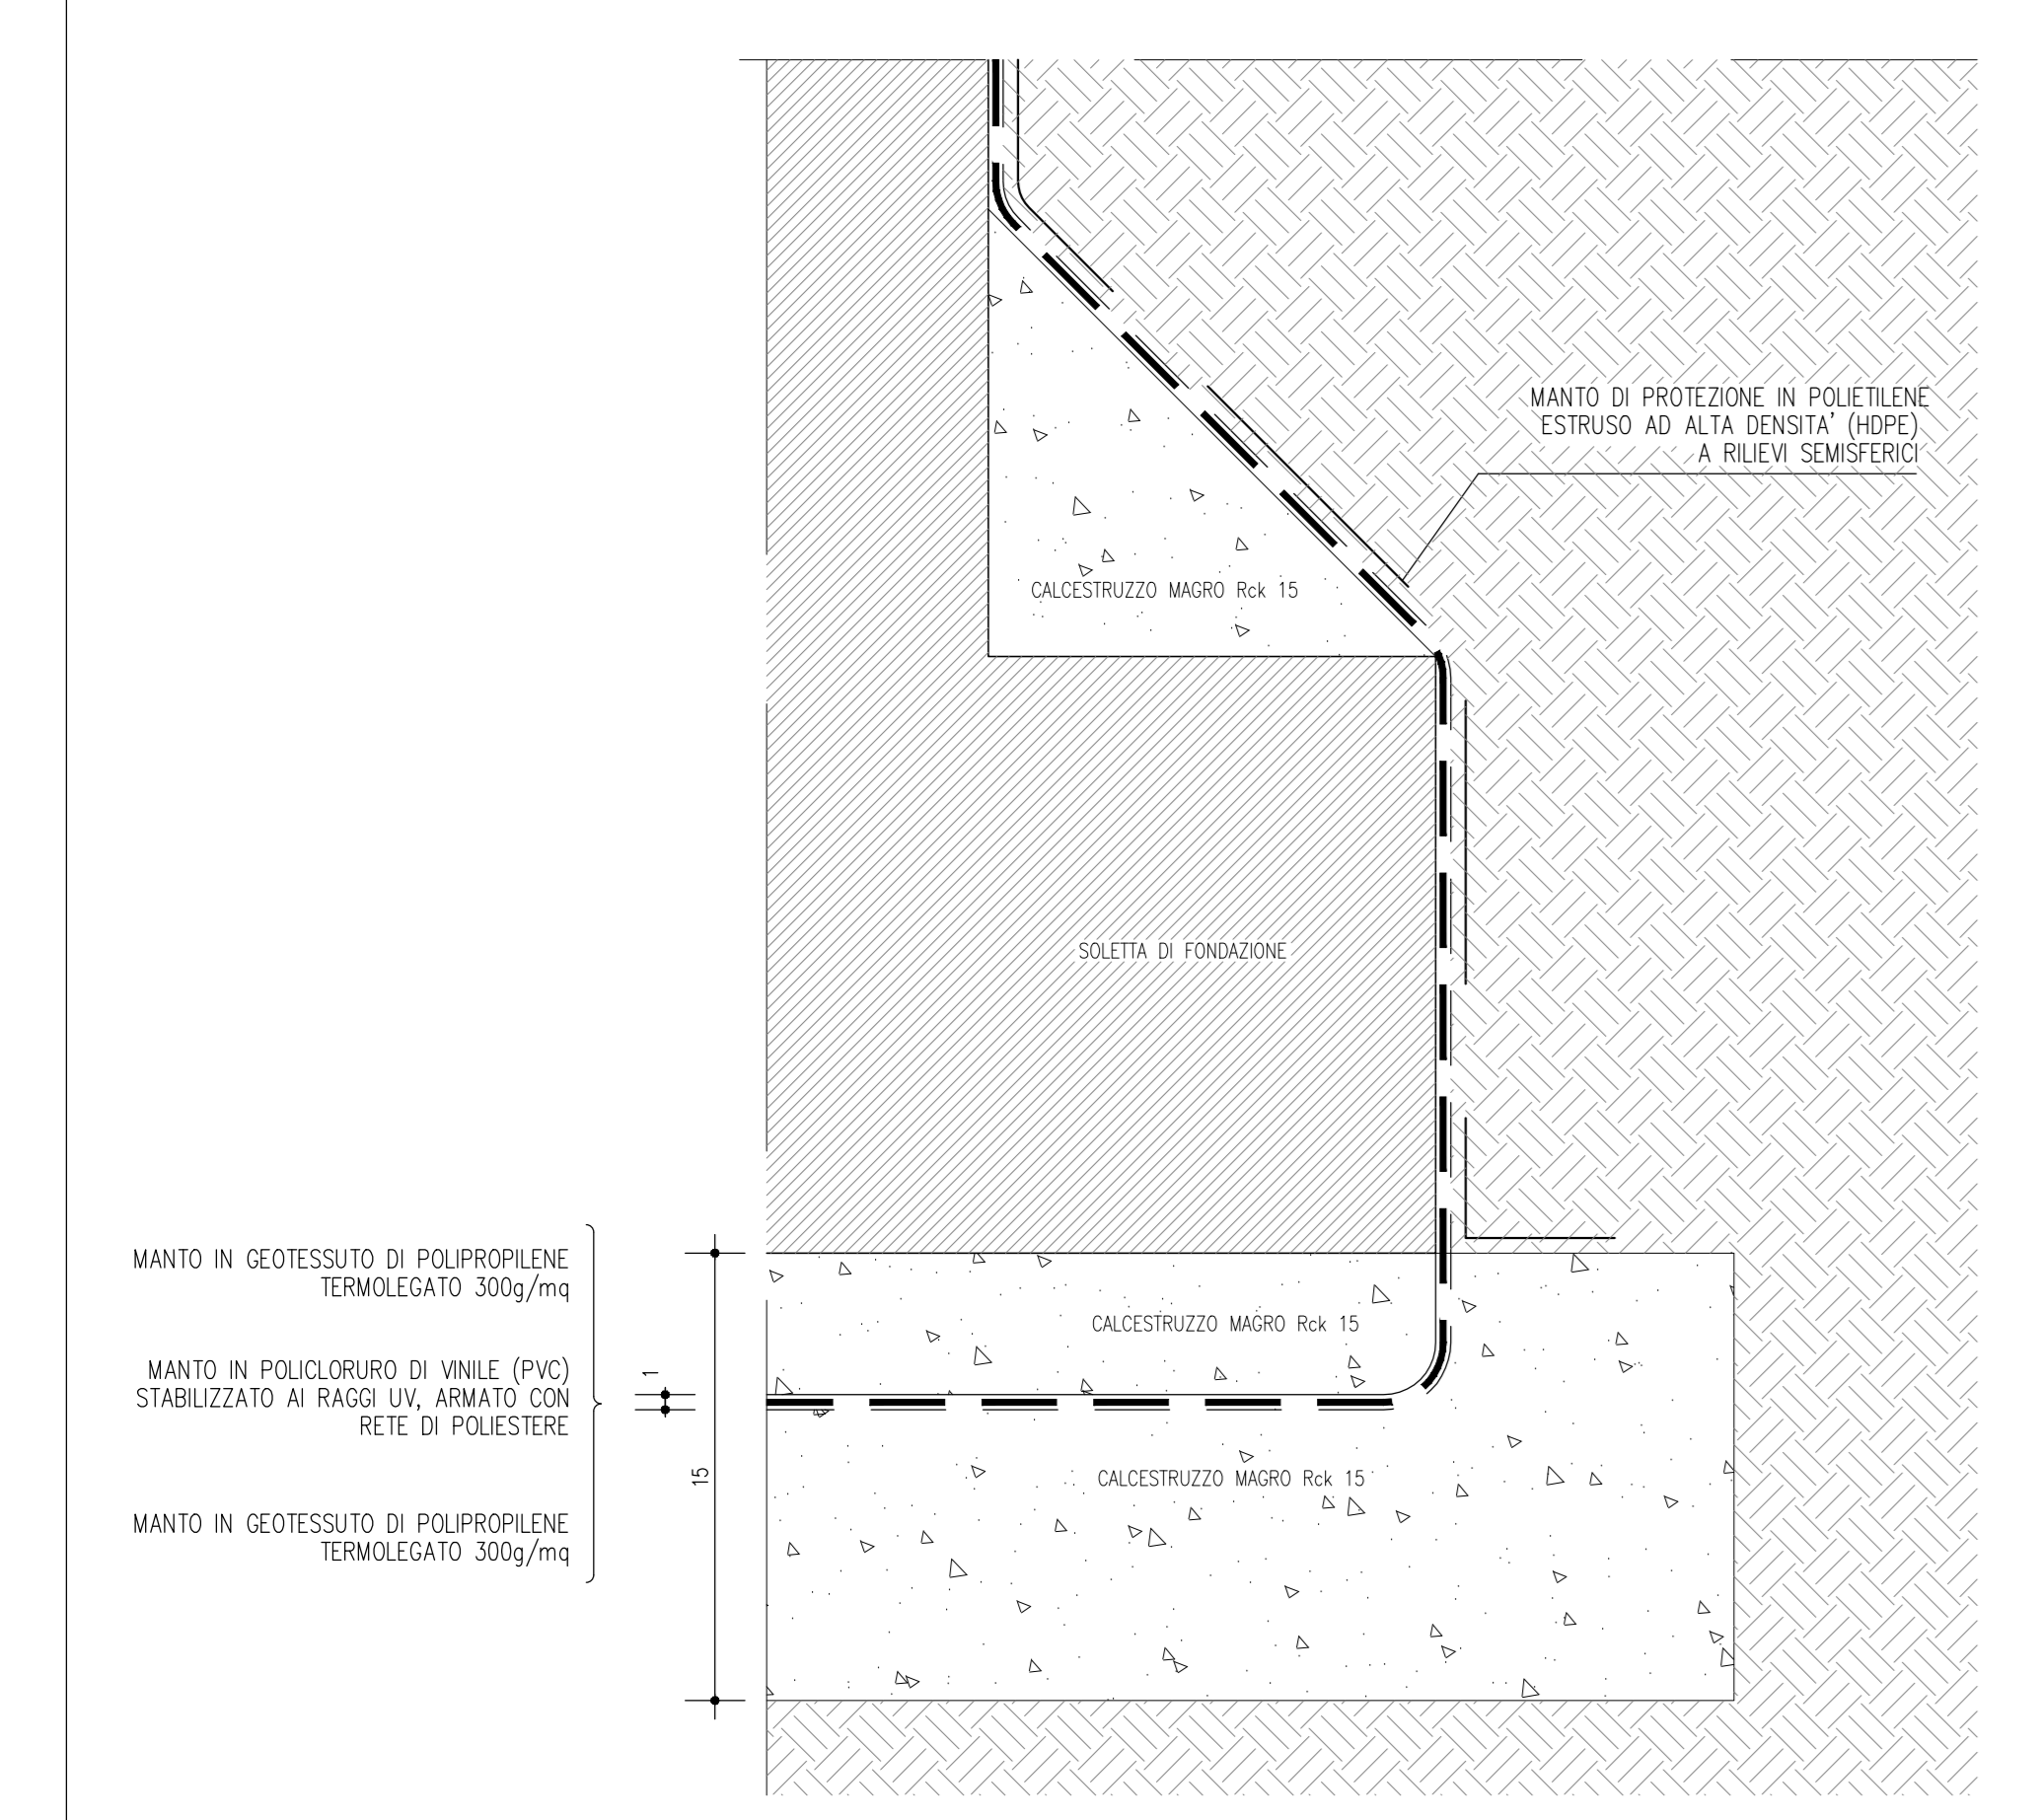 MANTO DI PROTEZIONE IN POLIETILENE
ESTRUSO AD ALTA DENSITA' (HDPE)
A RILIEVI SEMISFERICI
CALCESTRUZZO MAGRO Rck 15
SOLETTA DI FONDAZIONE
MANTO IN GEOTESSUTO DI POLIPROPILENE
TERMOLEGATO 300g/mq
CALCESTRUZZO MAGRO Rck 15
MANTO IN POLICLORURO DI VINILE (PVC)
STABILIZZATO AI RAGGI UV, ARMATO CON
RETE DI POLIESTERE
1
15
CALCESTRUZZO MAGRO Rck 15
MANTO IN GEOTESSUTO DI POLIPROPILENE
TERMOLEGATO 300g/mq